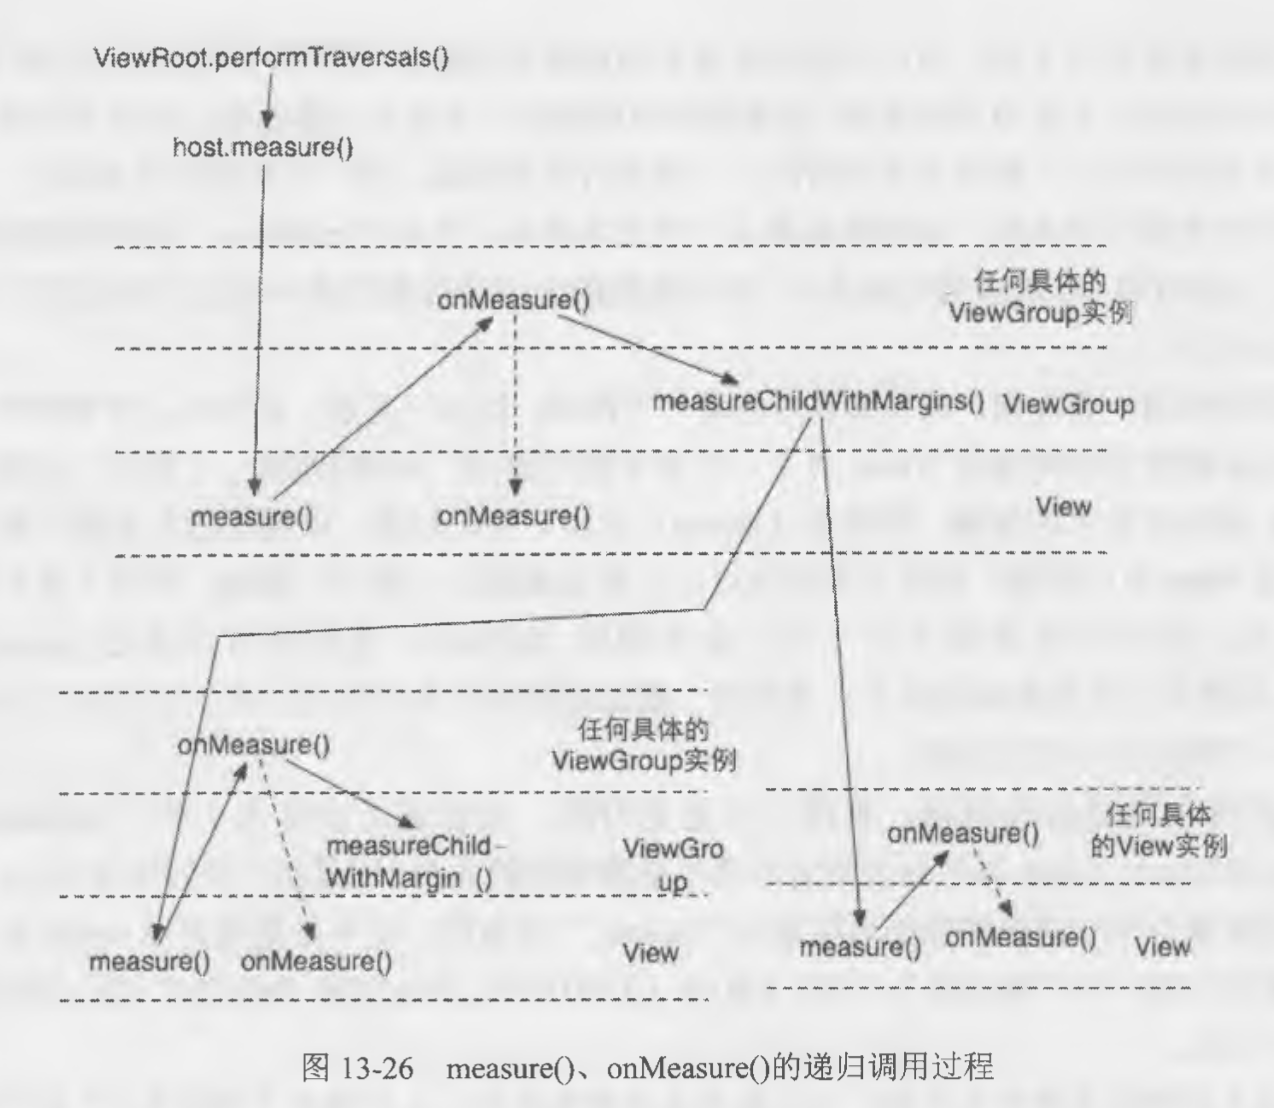 ViewRoot.performTraversals()
host.measure()
任何具体的
ViewGroup实例
onMeasure()
measureChildWithMargins() ViewGroup
measure()
onMeasure()
View
onMeasure()
任何具体的
ViewGroup实例
measureChild-
WithMargin ()
ViewGro
up
measure()
onMeasure()
View
onMeasure()
任何具体
的View实例
measure()
onMeasure()
View
图 13-26 measure()、onMeasure()的递归调用过程